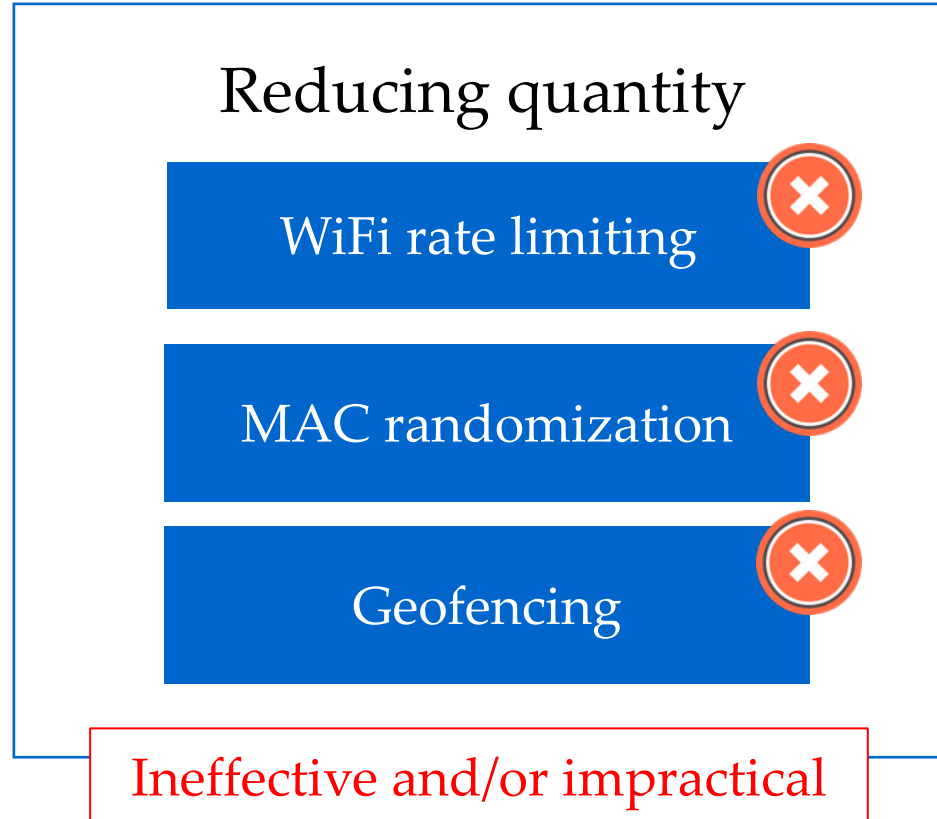 Reducing quantity
WiFi rate limiting
MAC randomization
Geofencing
Ineffective and/or impractical